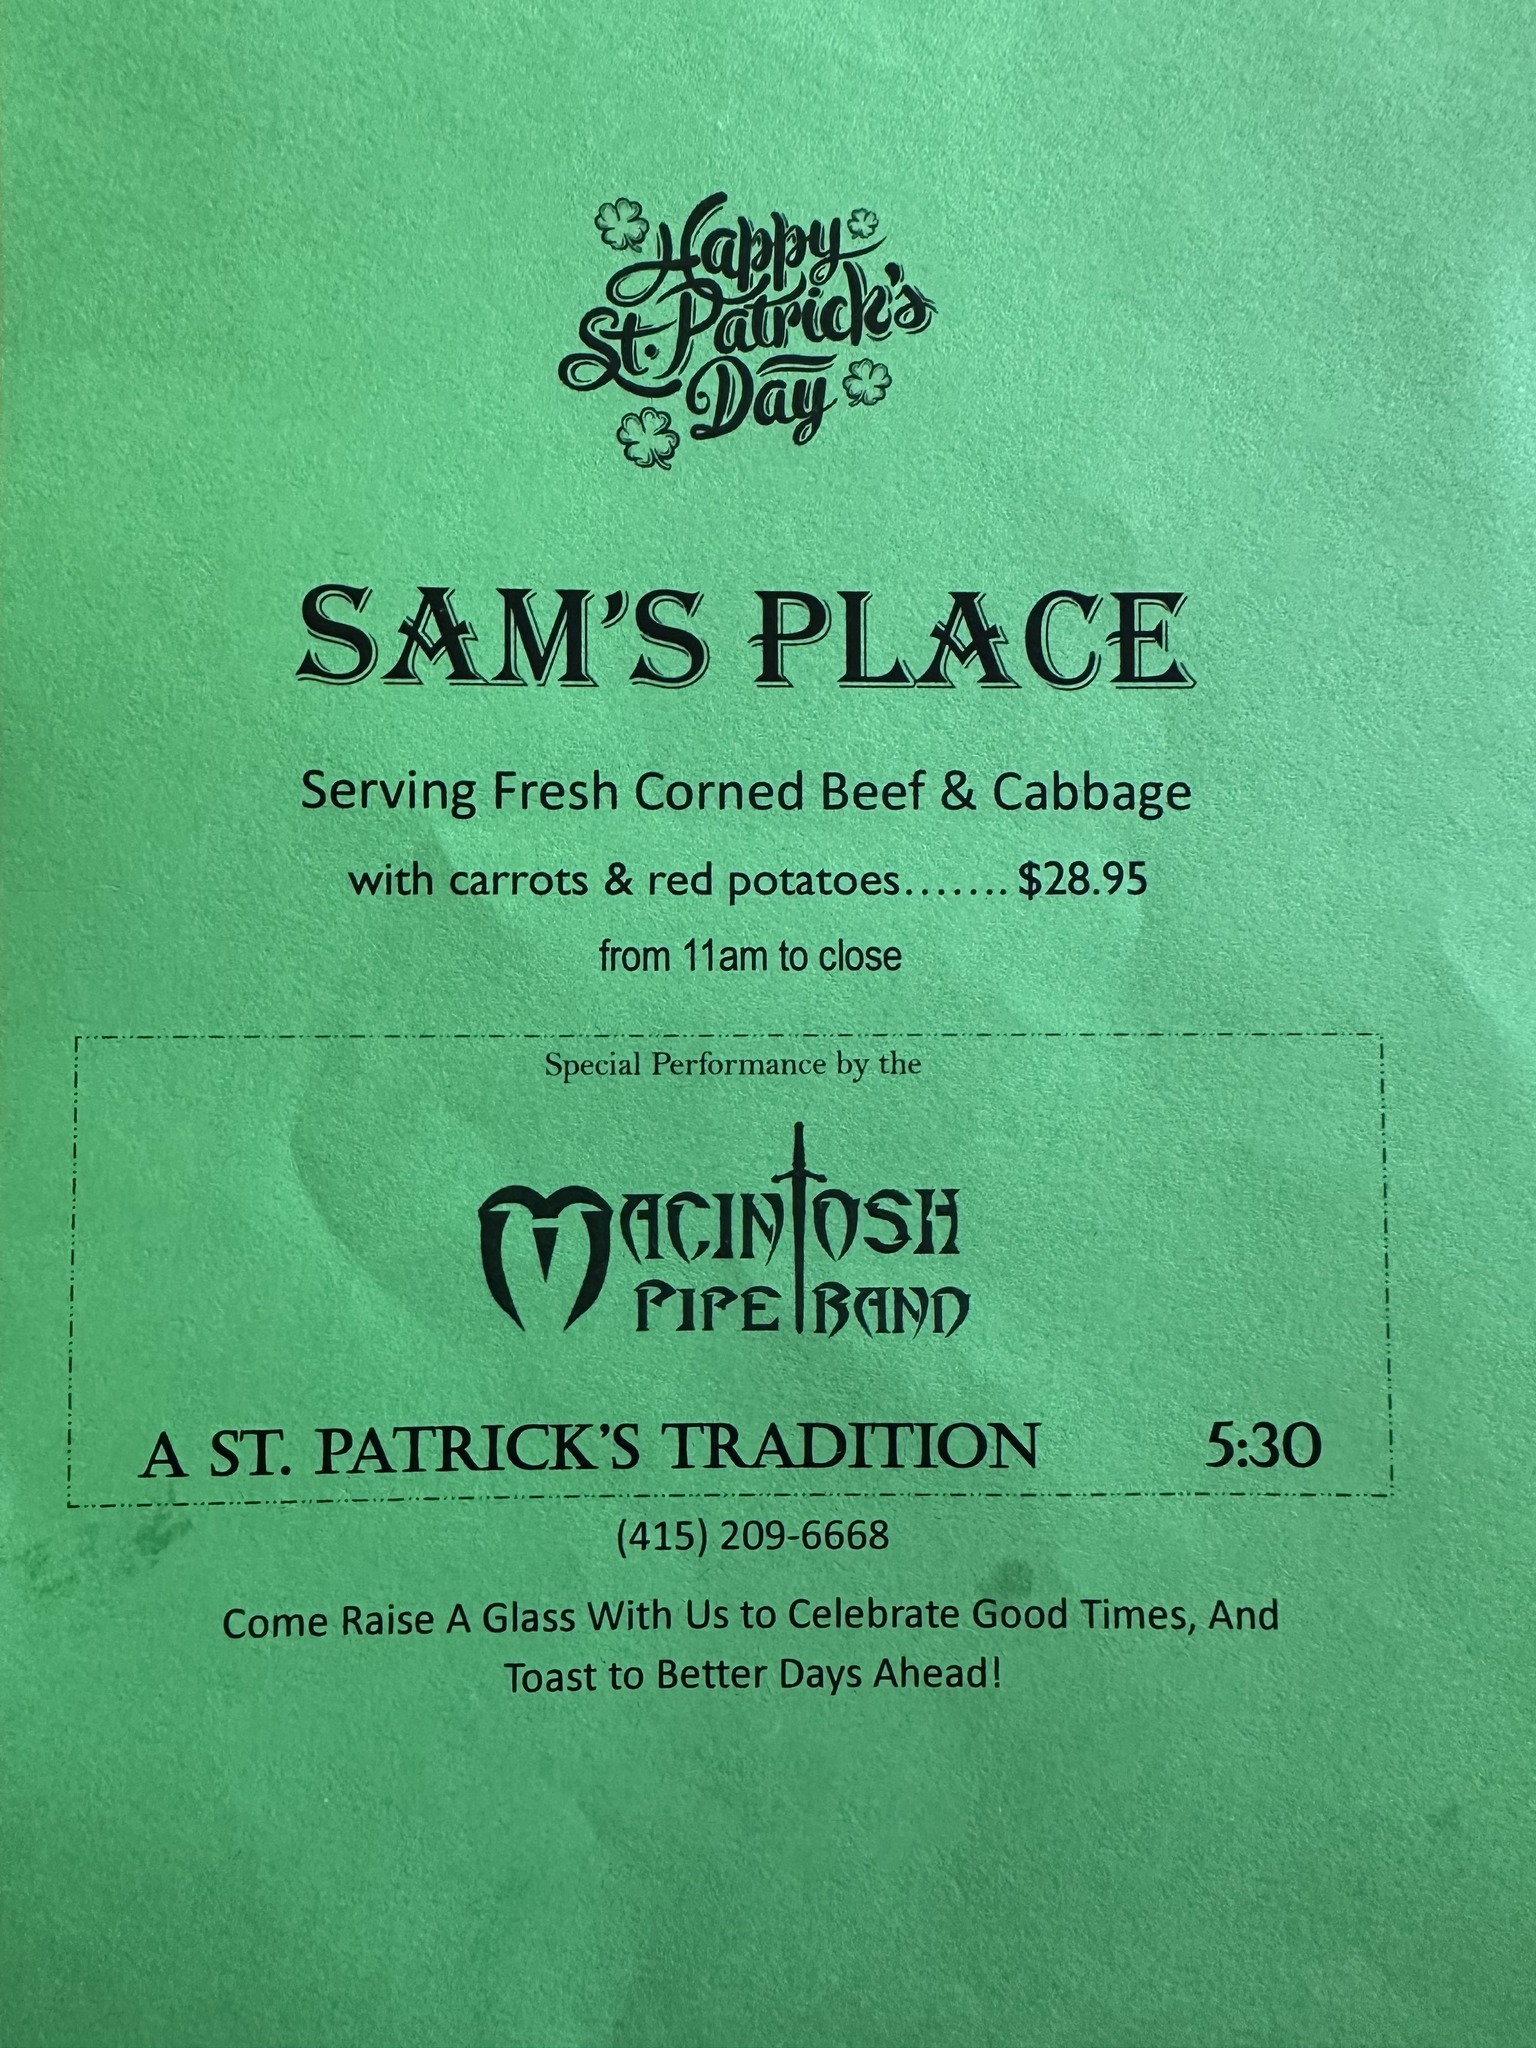 Happy
St. Patrick's
Day
SAM'S PLACE
Serving Fresh Corned Beef & Cabbage
with carrots & red potatoes....... $28.95
from 11am to close
Special Performance by the
MACINTOSH
PIPE BAND
A ST. PATRICK'S TRADITION 5:30
(415) 209-6668
Come Raise A Glass With Us to Celebrate Good Times, And
Toast to Better Days Ahead!